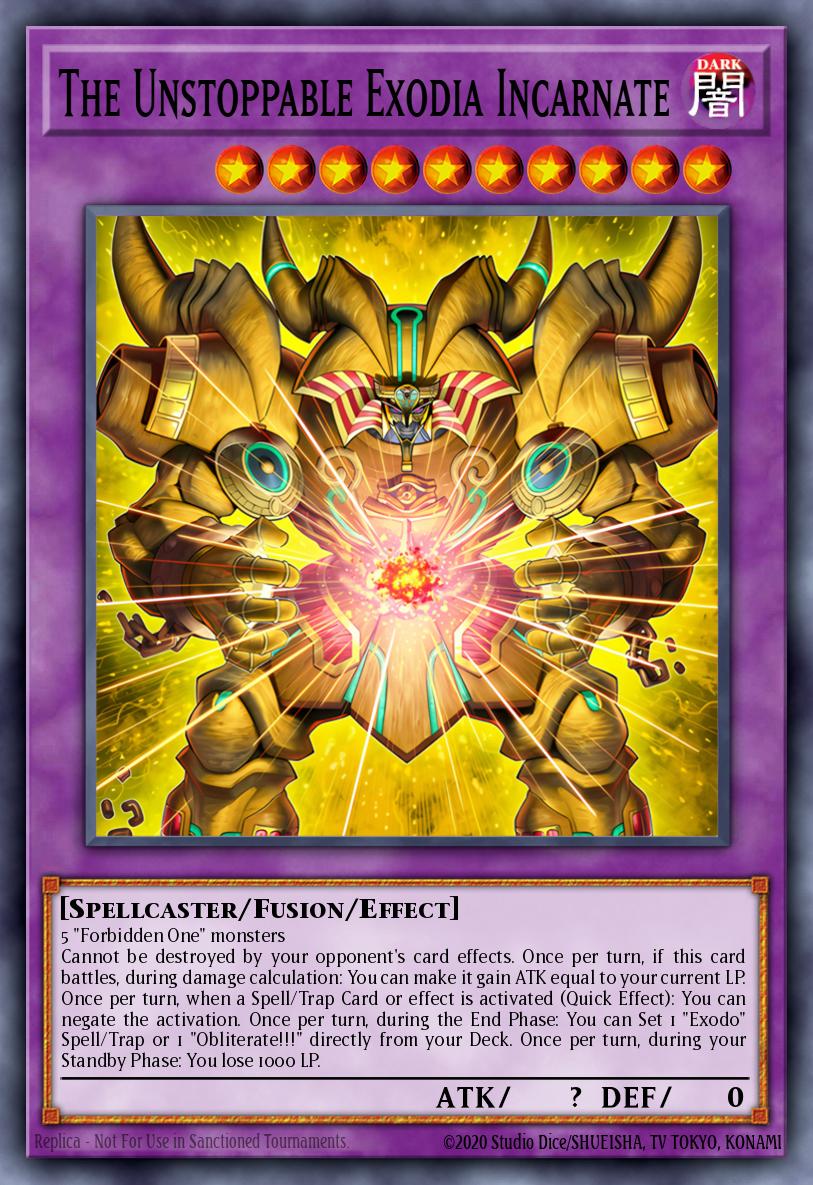 The Unstoppable Exodia Incarnate
DARK
闇
[Spellcaster/Fusion/Effect]
5 "Forbidden One" monsters
Cannot be destroyed by your opponent's card effects. Once per turn, if this card
battles, during damage calculation: You can make it gain ATK equal to your current LP.
Once per turn, when a Spell/Trap Card or effect is activated (Quick Effect): You can
negate the activation. Once per turn, during the End Phase: You can Set 1 "Exodo"
Spell/Trap or 1 "Obliterate!!!" directly from your Deck. Once per turn, during your
Standby Phase: You lose 1000 LP.
ATK/ ? DEF/ 0
Replica - Not For Use in Sanctioned Tournaments.
©2020 Studio Dice/SHUEISHA, TV TOKYO, KONAMI